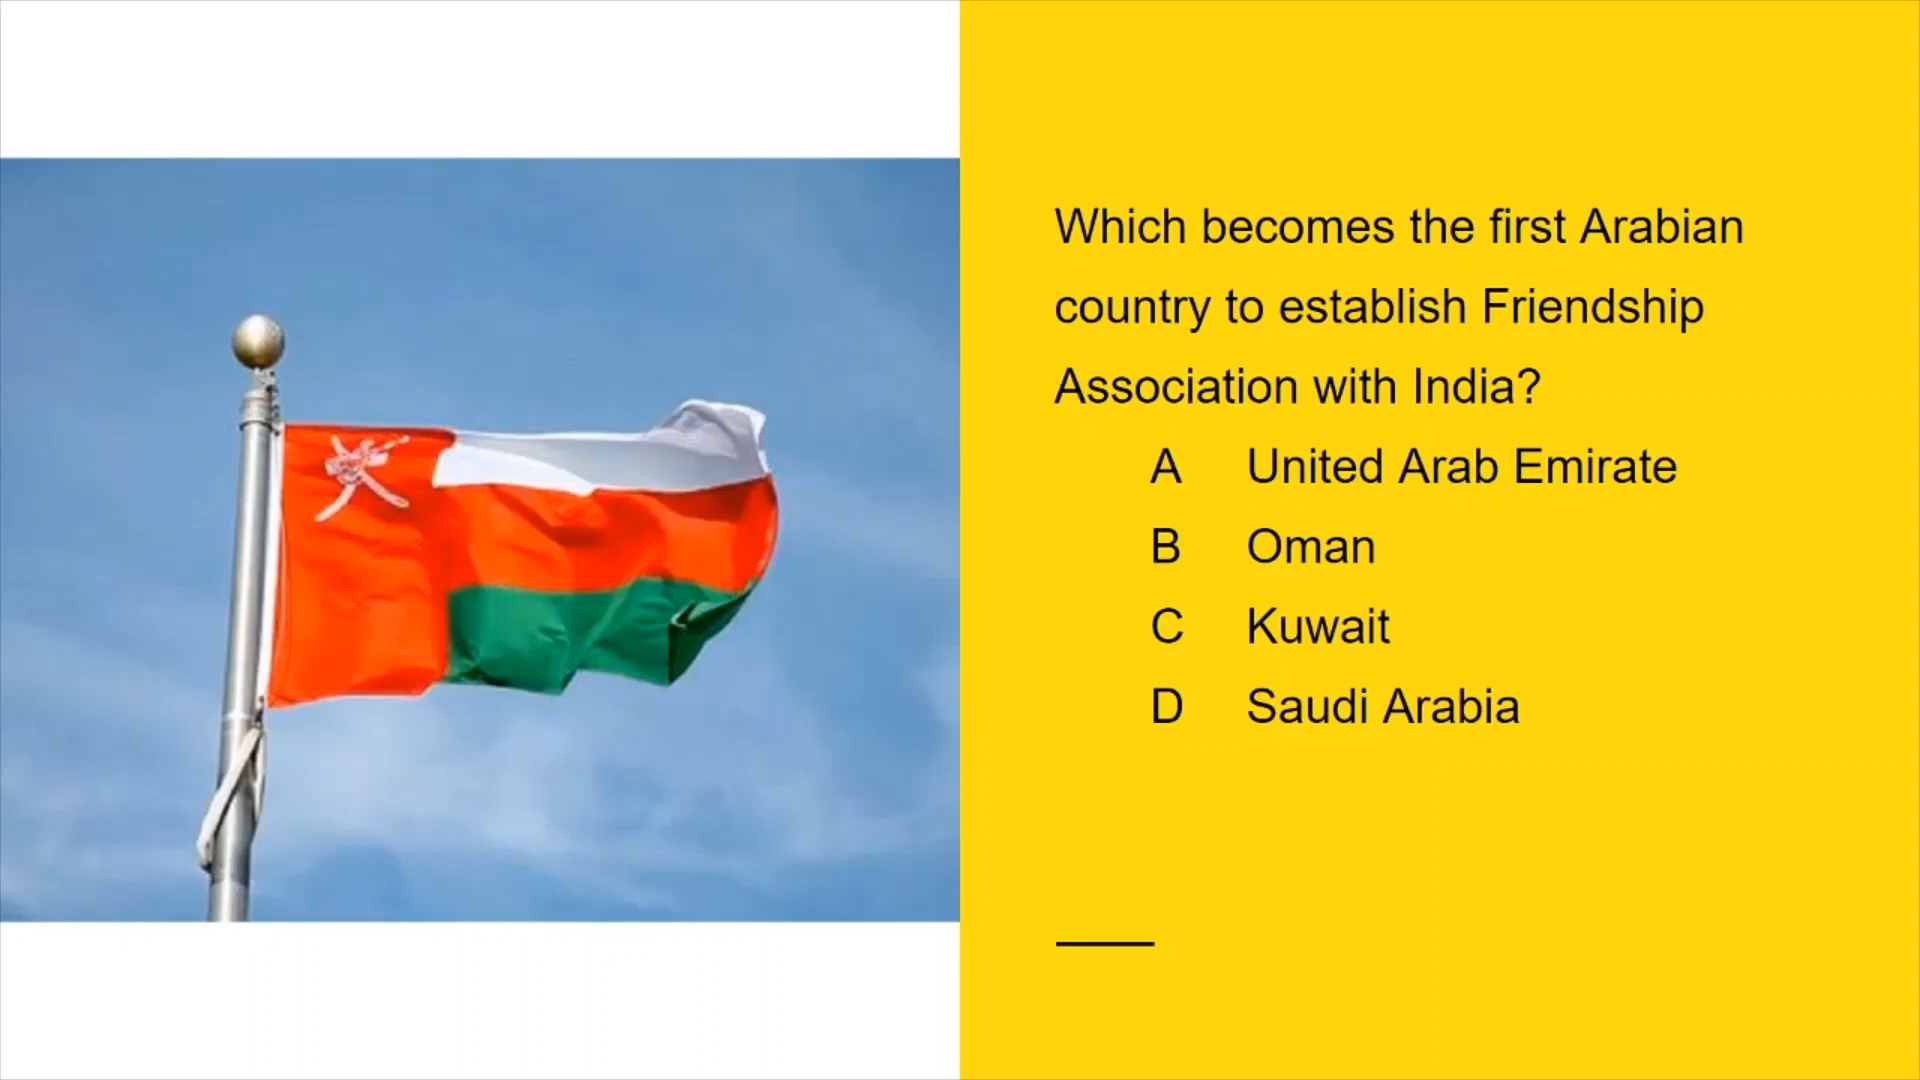 Which becomes the first Arabian
country to establish Friendship
Association with India?
A United Arab Emirate
B Oman
C Kuwait
D Saudi Arabia